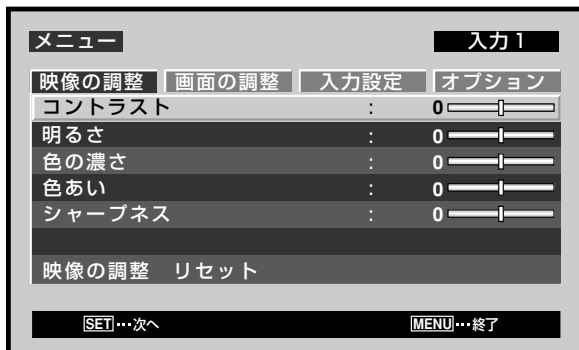 メニュー 入力1
映像の調整 画面の調整 入力設定 オプション
コントラスト : 0
明るさ : 0
色の濃さ : 0
色あい : 0
シャープネス : 0
映像の調整 リセット
SET…次へ MENU…終了